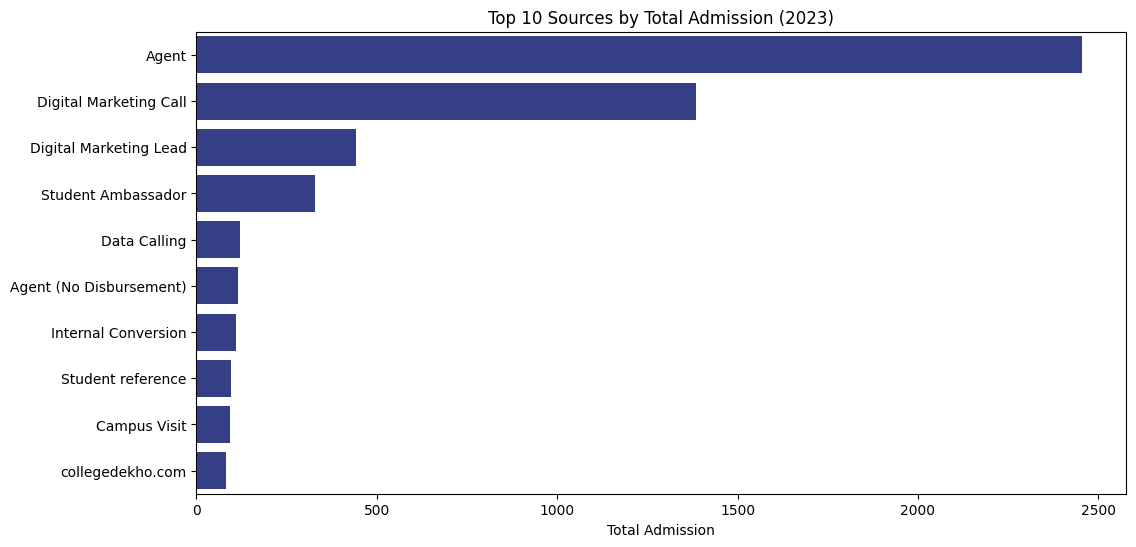 Top 10 Sources by Total Admission (2023)
Agent
Digital Marketing Call
Digital Marketing Lead
Student Ambassador
Data Calling
Agent (No Disbursement)
Internal Conversion
Student reference
Campus Visit
collegedekho.com
0 500 1000 1500 2000 2500
Total Admission